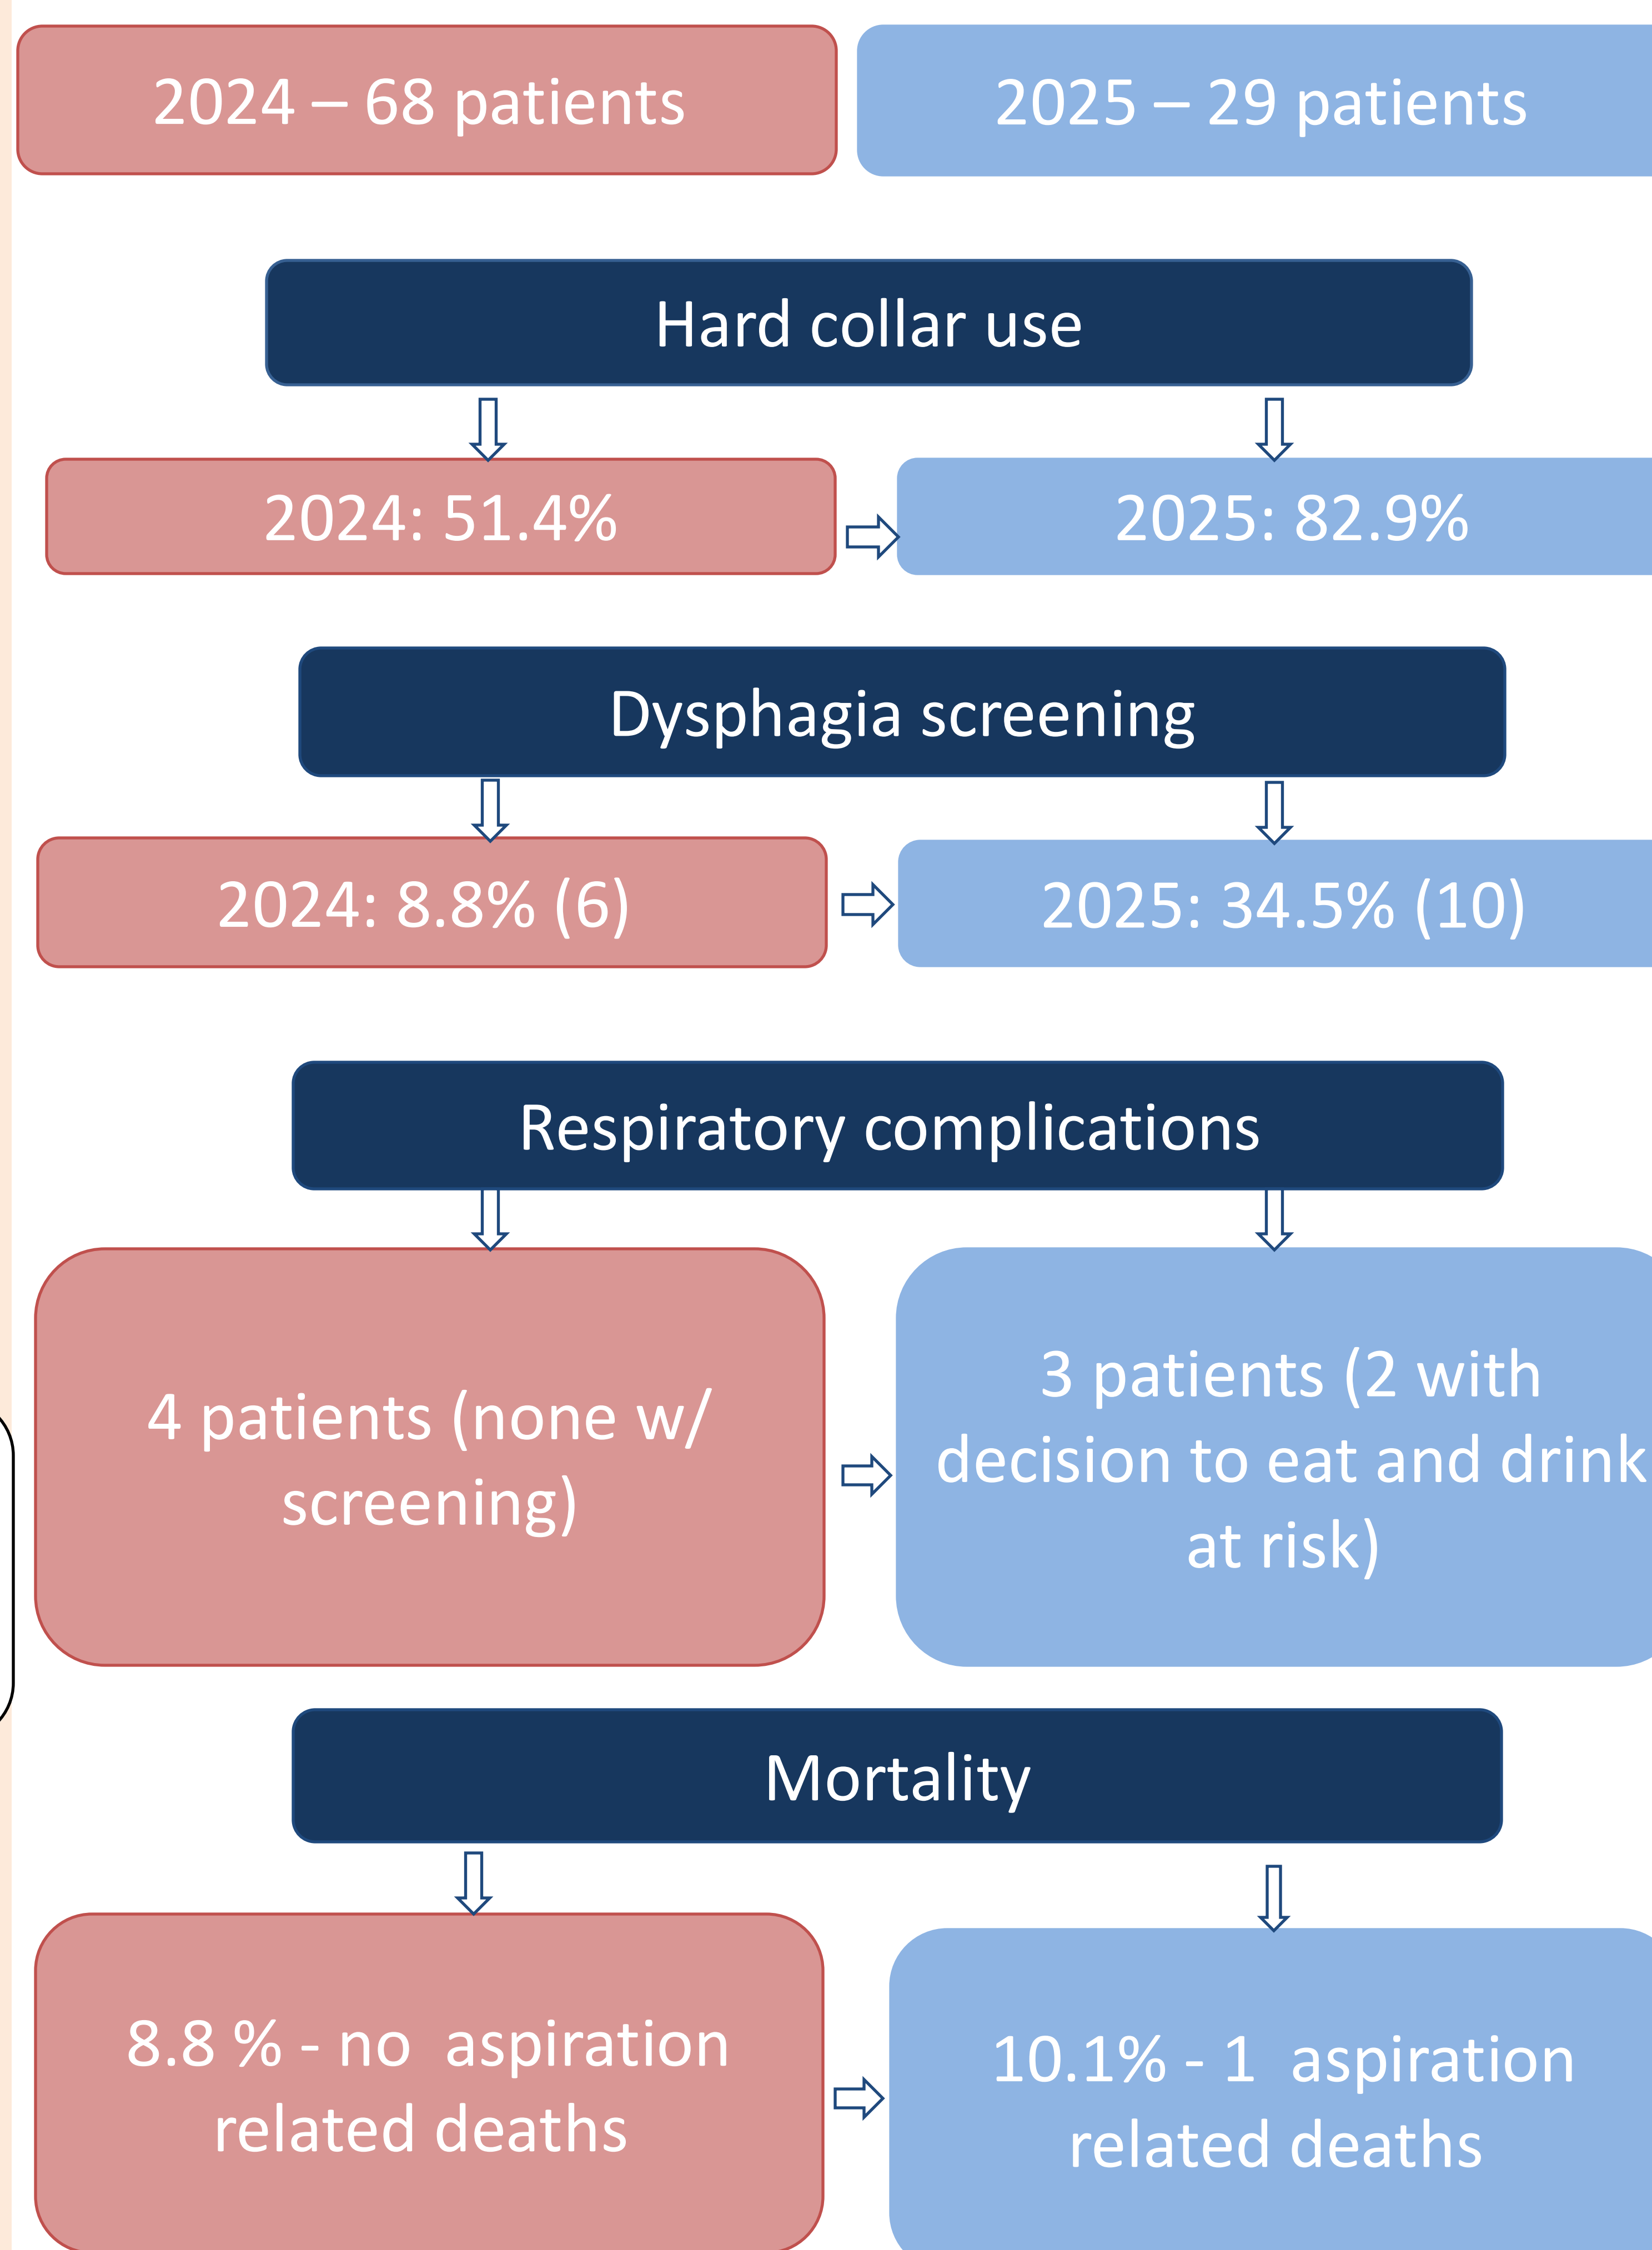 2024 – 68 patients
2025 – 29 patients
Hard collar use
2024: 51.4%
2025: 82.9%
Dysphagia screening
2024: 8.8% (6)
2025: 34.5% (10)
Respiratory complications
4 patients (none w/
screening)
3 patients (2 with
decision to eat and drink
at risk)
Mortality
8.8 % - no  aspiration
related deaths
10.1% - 1  aspiration
related deaths